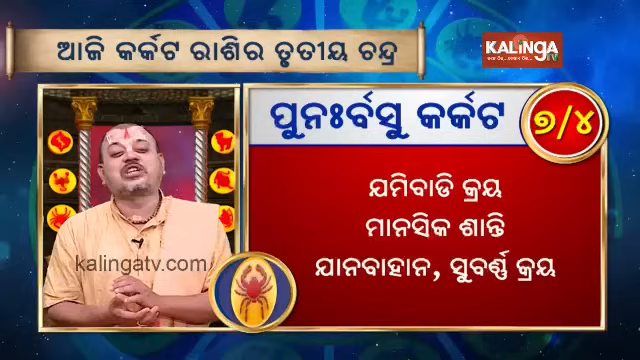 ଆଜି କର୍କଟ ରାଶିର ତୃତୀୟ ଚନ୍ଦ୍ର
KALINGA TV
ପୁନଃର୍ବସୁ କର୍କଟ
୭/୪
ଯମିବାଡି କ୍ରୟ
ମାନସିକ ଶାନ୍ତି
ଯାନବାହାନ, ସୁବର୍ଣ୍ଣ କ୍ରୟ
kalingatv.com